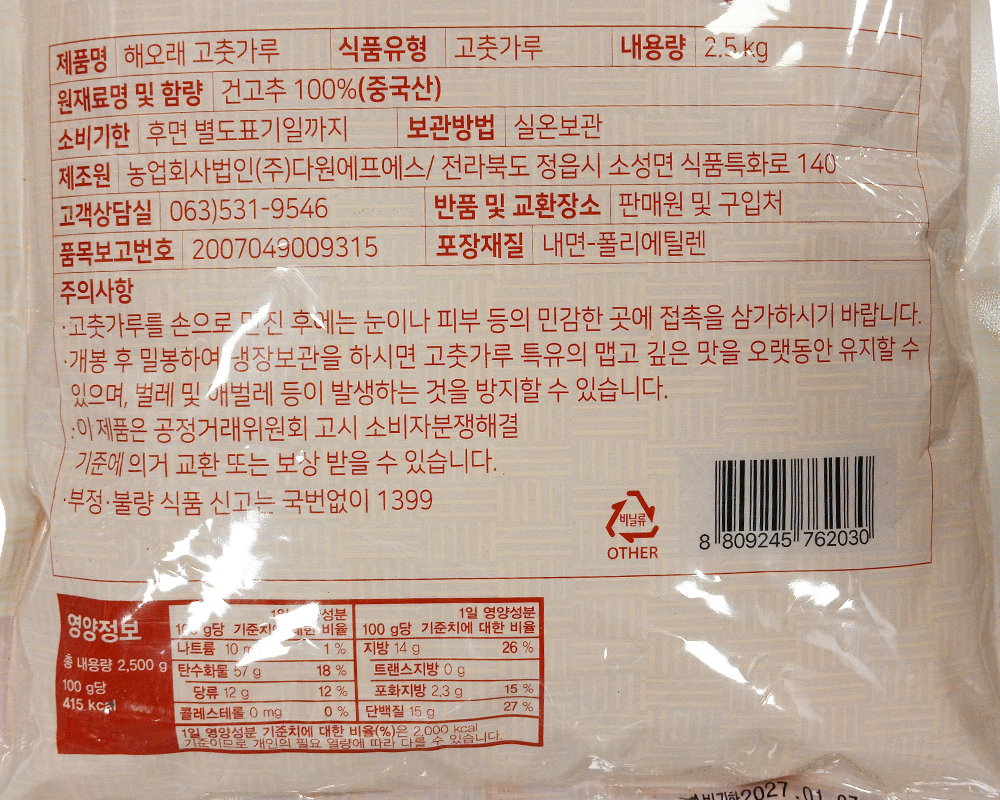 제품명 해오래 고춧가루 식품유형 고춧가루 내용량 2.5 kg
원재료명 및 함량 건고추 100%(중국산)
소비기한 후면 별도표기일까지 보관방법 실온보관
제조원 농업회사법인(주)다원에프에스/ 전라북도 정읍시 소성면 식품특화로 140
고객상담실 063)531-9546 반품 및 교환장소 판매원 및 구입처
품목보고번호 2007049009315 포장재질 내면-폴리에틸렌
주의사항
·고춧가루를 손으로 만진 후에는 눈이나 피부 등의 민감한 곳에 접촉을 삼가하시기 바랍니다.
·개봉 후 밀봉하여 냉장보관을 하시면 고춧가루 특유의 맵고 깊은 맛을 오랫동안 유지할 수
있으며, 벌레 및 해벌레 등이 발생하는 것을 방지할 수 있습니다.
·이 제품은 공정거래위원회 고시 소비자분쟁해결
기준에 의거 교환 또는 보상 받을 수 있습니다.
·부정·불량 식품 신고는 국번없이 1399
비닐류
OTHER
8 809245 762030
영양정보
총 내용량 2,500 g
100 g당
415 kcal
1일 영양성분
100 g당 기준치에 대한 비율
나트륨 10 mg 1 %
탄수화물 57 g 18 %
당류 12 g 12 %
콜레스테롤 0 mg 0 %
1일 영양성분
100 g당 기준치에 대한 비율
지방 14 g 26 %
트랜스지방 0 g
포화지방 2.3 g 15 %
단백질 15 g 27 %
1일 영양성분 기준치에 대한 비율(%)은 2,000 kcal
기준이므로 개인의 필요 열량에 따라 다를 수 있습니다.
2027.01